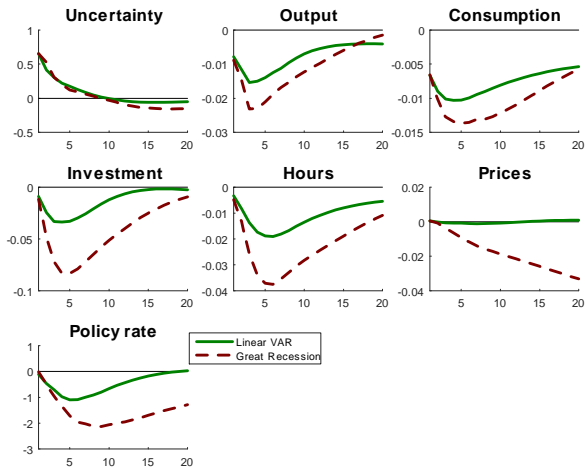 Uncertainty
1
0.5
0
-0.5
5 10 15 20
Output
0
-0.01
-0.02
-0.03
5 10 15 20
Consumption
0
-0.005
-0.01
-0.015
5 10 15 20
Investment
0
-0.05
-0.1
5 10 15 20
Hours
0
-0.01
-0.02
-0.03
-0.04
5 10 15 20
Prices
0.02
0
-0.02
-0.04
5 10 15 20
Policy rate
1
0
-1
-2
-3
5 10 15 20
Linear VAR
Great Recession